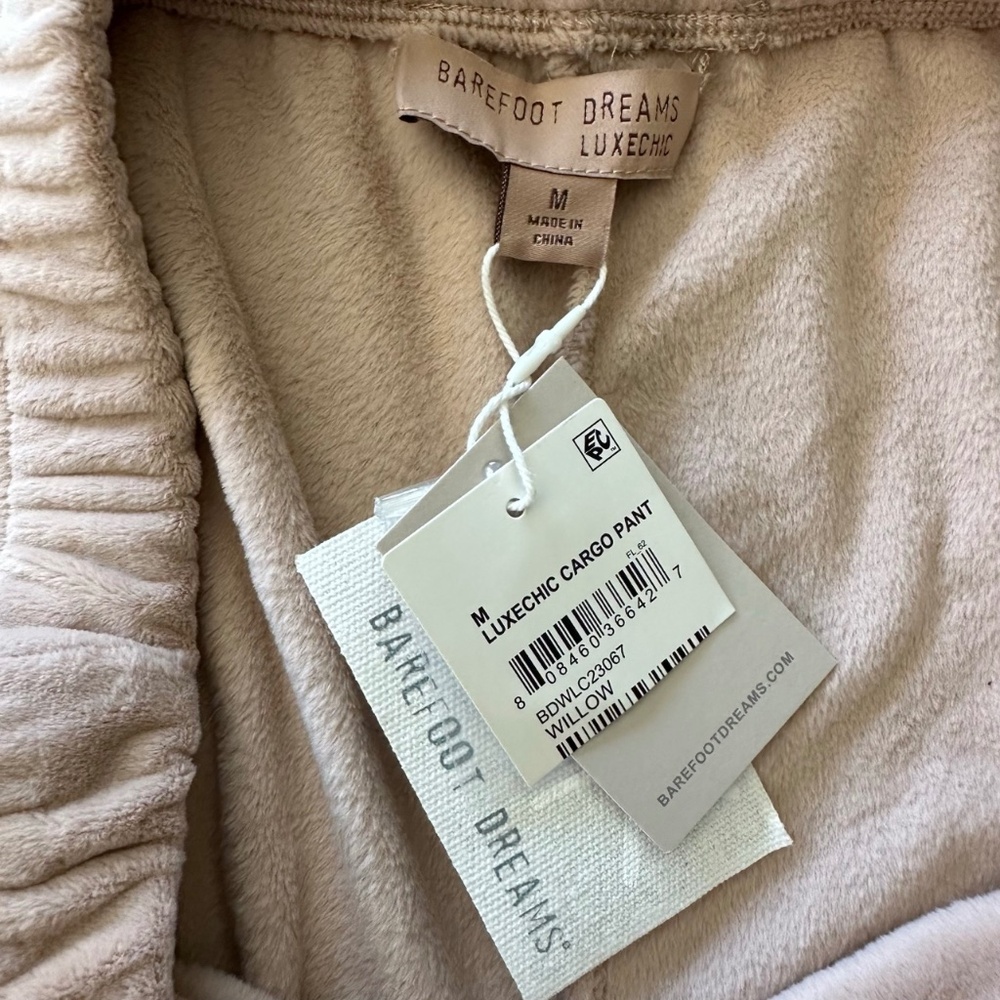 BAREFOOT DREAMS
LUXECHIC
M
MADE IN
CHINA
EPC
M
LUXECHIC CARGO PANT
FL_62
8 08460 36642 7
BDWLC23067
WILLOW
BAREFOOTDREAMS.COM
BAREFOOT DREAMS®